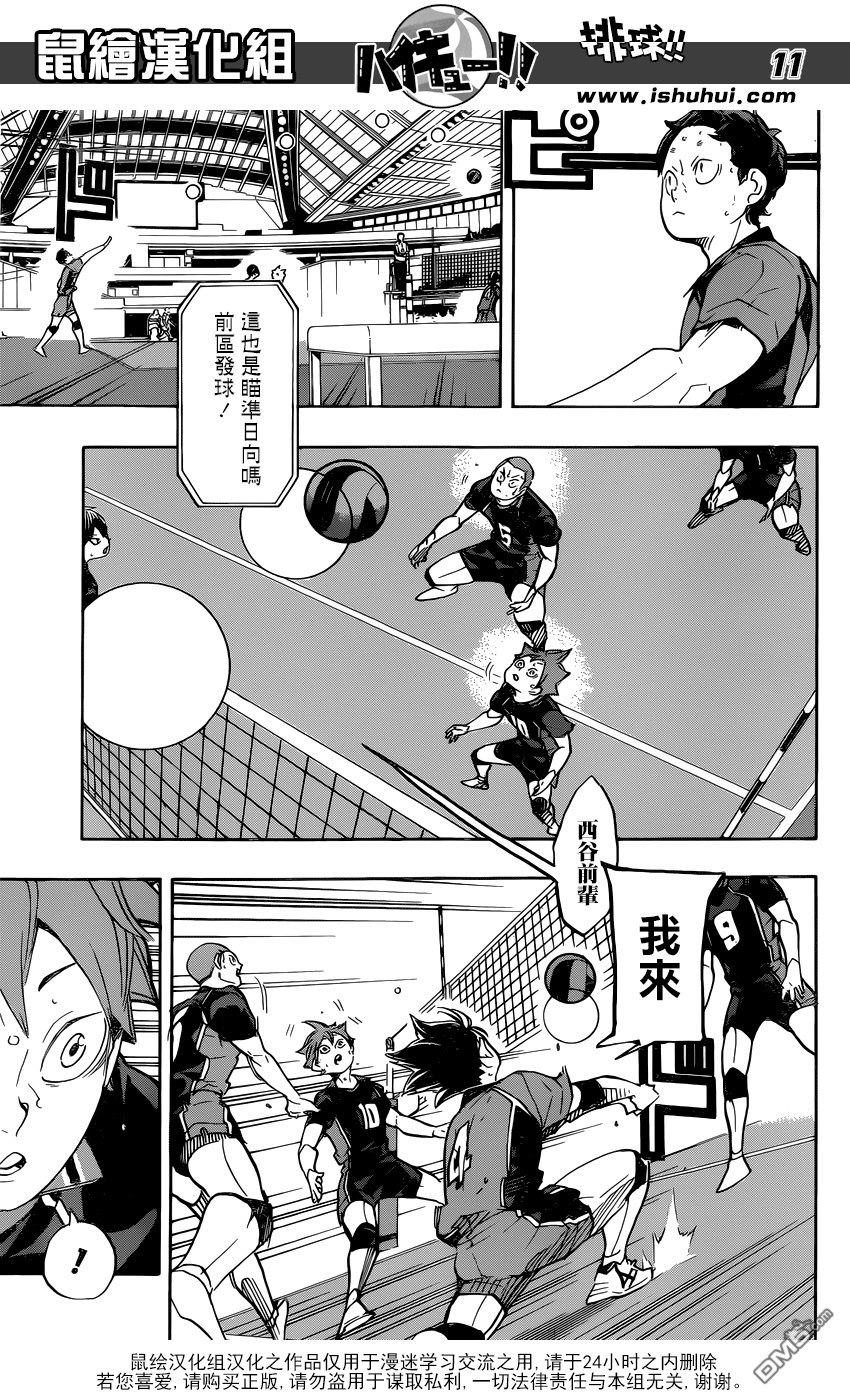 鼠繪漢化組
ハイキュー!!
排球!!
11
www.ishuhui.com
ピ
這也是瞄準日向嗎
前區發球！
5
10
西谷前輩
我來
9
10
4
！
鼠绘汉化组汉化之作品仅用于漫迷学习交流之用, 请于24小时之内删除
若您喜爱, 请购买正版, 请勿盗用于谋取私利, 一切法律责任与本组无关, 谢谢.